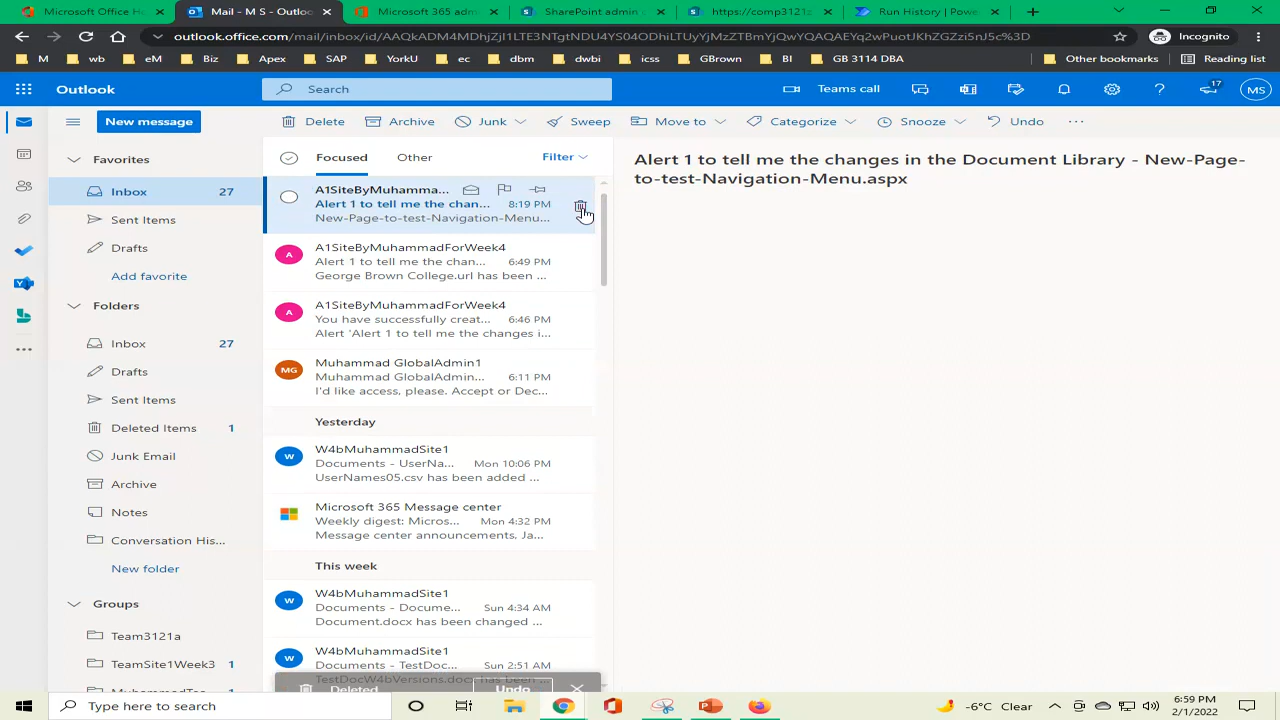 Microsoft Office He
Mail – M S - Outloo
Microsoft 365 adm
SharePoint admin c
https://comp3121z
Run History | Powe
outlook.office.com/mail/inbox/id/AAQkADM4MDhjZjI1LTE3NTgtNDU4YS04ODhiLTUyYjMzZTBmYjQwYQAQAEYq2wPuotJKhZGZzi5nJ5c%3D
Incognito
M
wb
eM
Biz
Apex
SAP
YorkU
ec
dbm
dwbi
icss
GBrown
BI
GB 3114 DBA
Other bookmarks
Reading list
Outlook
Search
Teams call
17
MS
New message
Delete
Archive
Junk
Sweep
Move to
Categorize
Snooze
Undo
Favorites
Inbox 27
Sent Items
Drafts
Add favorite
Folders
Inbox 27
Drafts
Sent Items
Deleted Items 1
Junk Email
Archive
Notes
Conversation His...
New folder
Groups
Team3121a
TeamSite1Week3 1
Focused
Other
Filter
A1SiteByMuhamma...
Alert 1 to tell me the chan... 8:19 PM
New-Page-to-test-Navigation-Menu...
A
A1SiteByMuhammadForWeek4
Alert 1 to tell me the chan... 6:49 PM
George Brown College.url has been ...
A
A1SiteByMuhammadForWeek4
You have successfully creat... 6:46 PM
Alert 'Alert 1 to tell me the changes i...
MG
Muhammad GlobalAdmin1
Muhammad GlobalAdmin... 6:11 PM
I'd like access, please. Accept or Dec...
Yesterday
W
W4bMuhammadSite1
Documents - UserNa... Mon 10:06 PM
UserNames05.csv has been added ...
Microsoft 365 Message center
Weekly digest: Micros... Mon 4:32 PM
Message center announcements, Ja...
This week
W
W4bMuhammadSite1
Documents - Docume... Sun 4:34 AM
Document.docx has been changed ...
W
W4bMuhammadSite1
Documents - TestDoc... Sun 2:51 AM
Deleted
Undo
Alert 1 to tell me the changes in the Document Library - New-Page-
to-test-Navigation-Menu.aspx
Type here to search
-6°C Clear
6:59 PM
2/1/2022